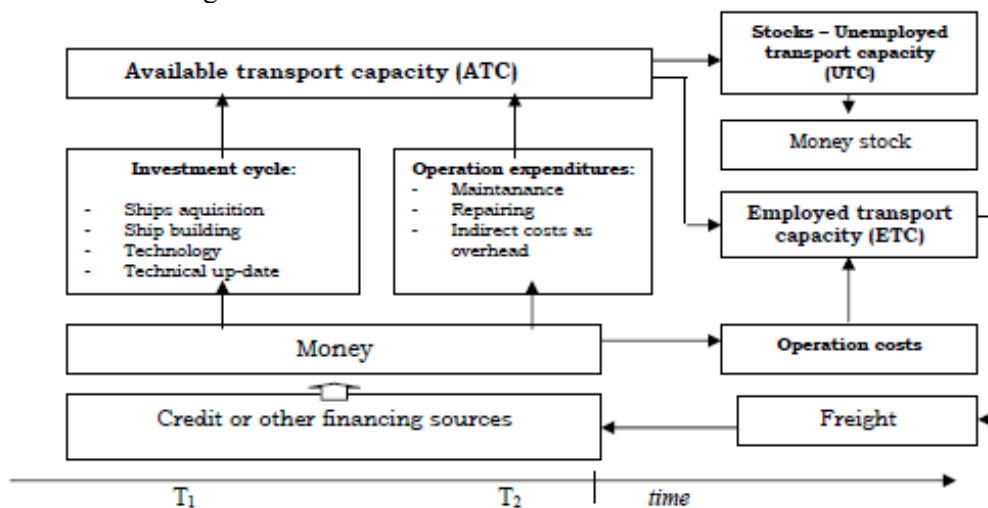 Stocks – Unemployed
transport capacity
(UTC)
Available transport capacity (ATC)
Money stock
Investment cycle:
- Ships aquisition
- Ship building
- Technology
- Technical up-date
Operation expenditures:
- Maintanance
- Repairing
- Indirect costs as
overhead
Employed transport
capacity (ETC)
Money
Operation costs
Credit or other financing sources
Freight
T1
T2
time